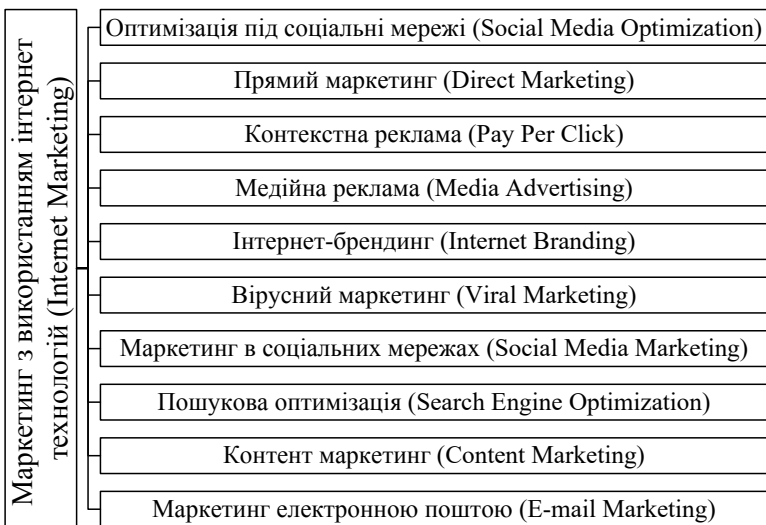 Маркетинг з використанням інтернет
технологій (Internet Marketing)
Оптимізація під соціальні мережі (Social Media Optimization)
Прямий маркетинг (Direct Marketing)
Контекстна реклама (Pay Per Click)
Медійна реклама (Media Advertising)
Інтернет-брендинг (Internet Branding)
Вірусний маркетинг (Viral Marketing)
Маркетинг в соціальних мережах (Social Media Marketing)
Пошукова оптимізація (Search Engine Optimization)
Контент маркетинг (Content Marketing)
Маркетинг електронною поштою (E-mail Marketing)